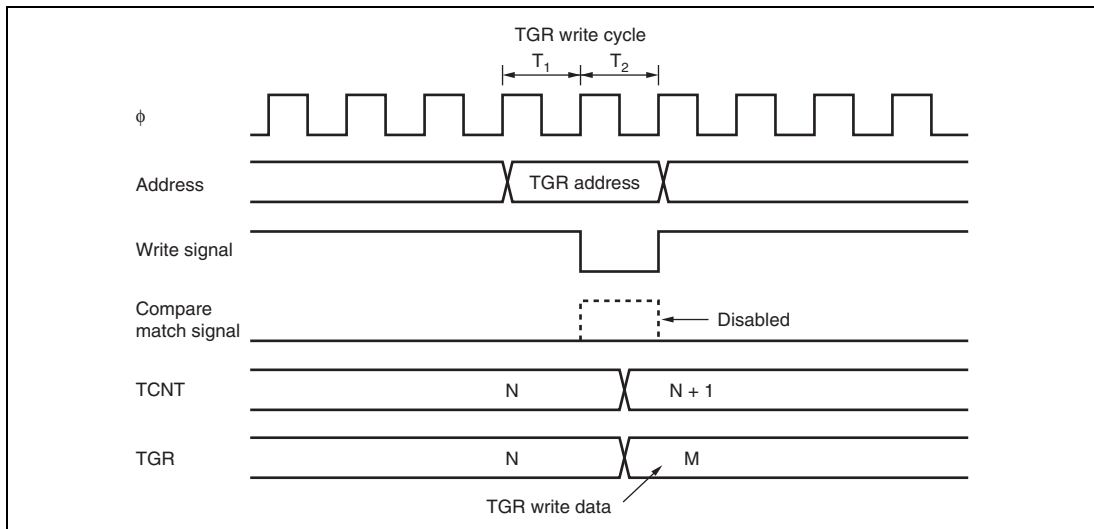 TGR write cycle
T1 T2
ϕ
Address TGR address
Write signal
Compare
match signal Disabled
TCNT N N + 1
TGR N M
TGR write data